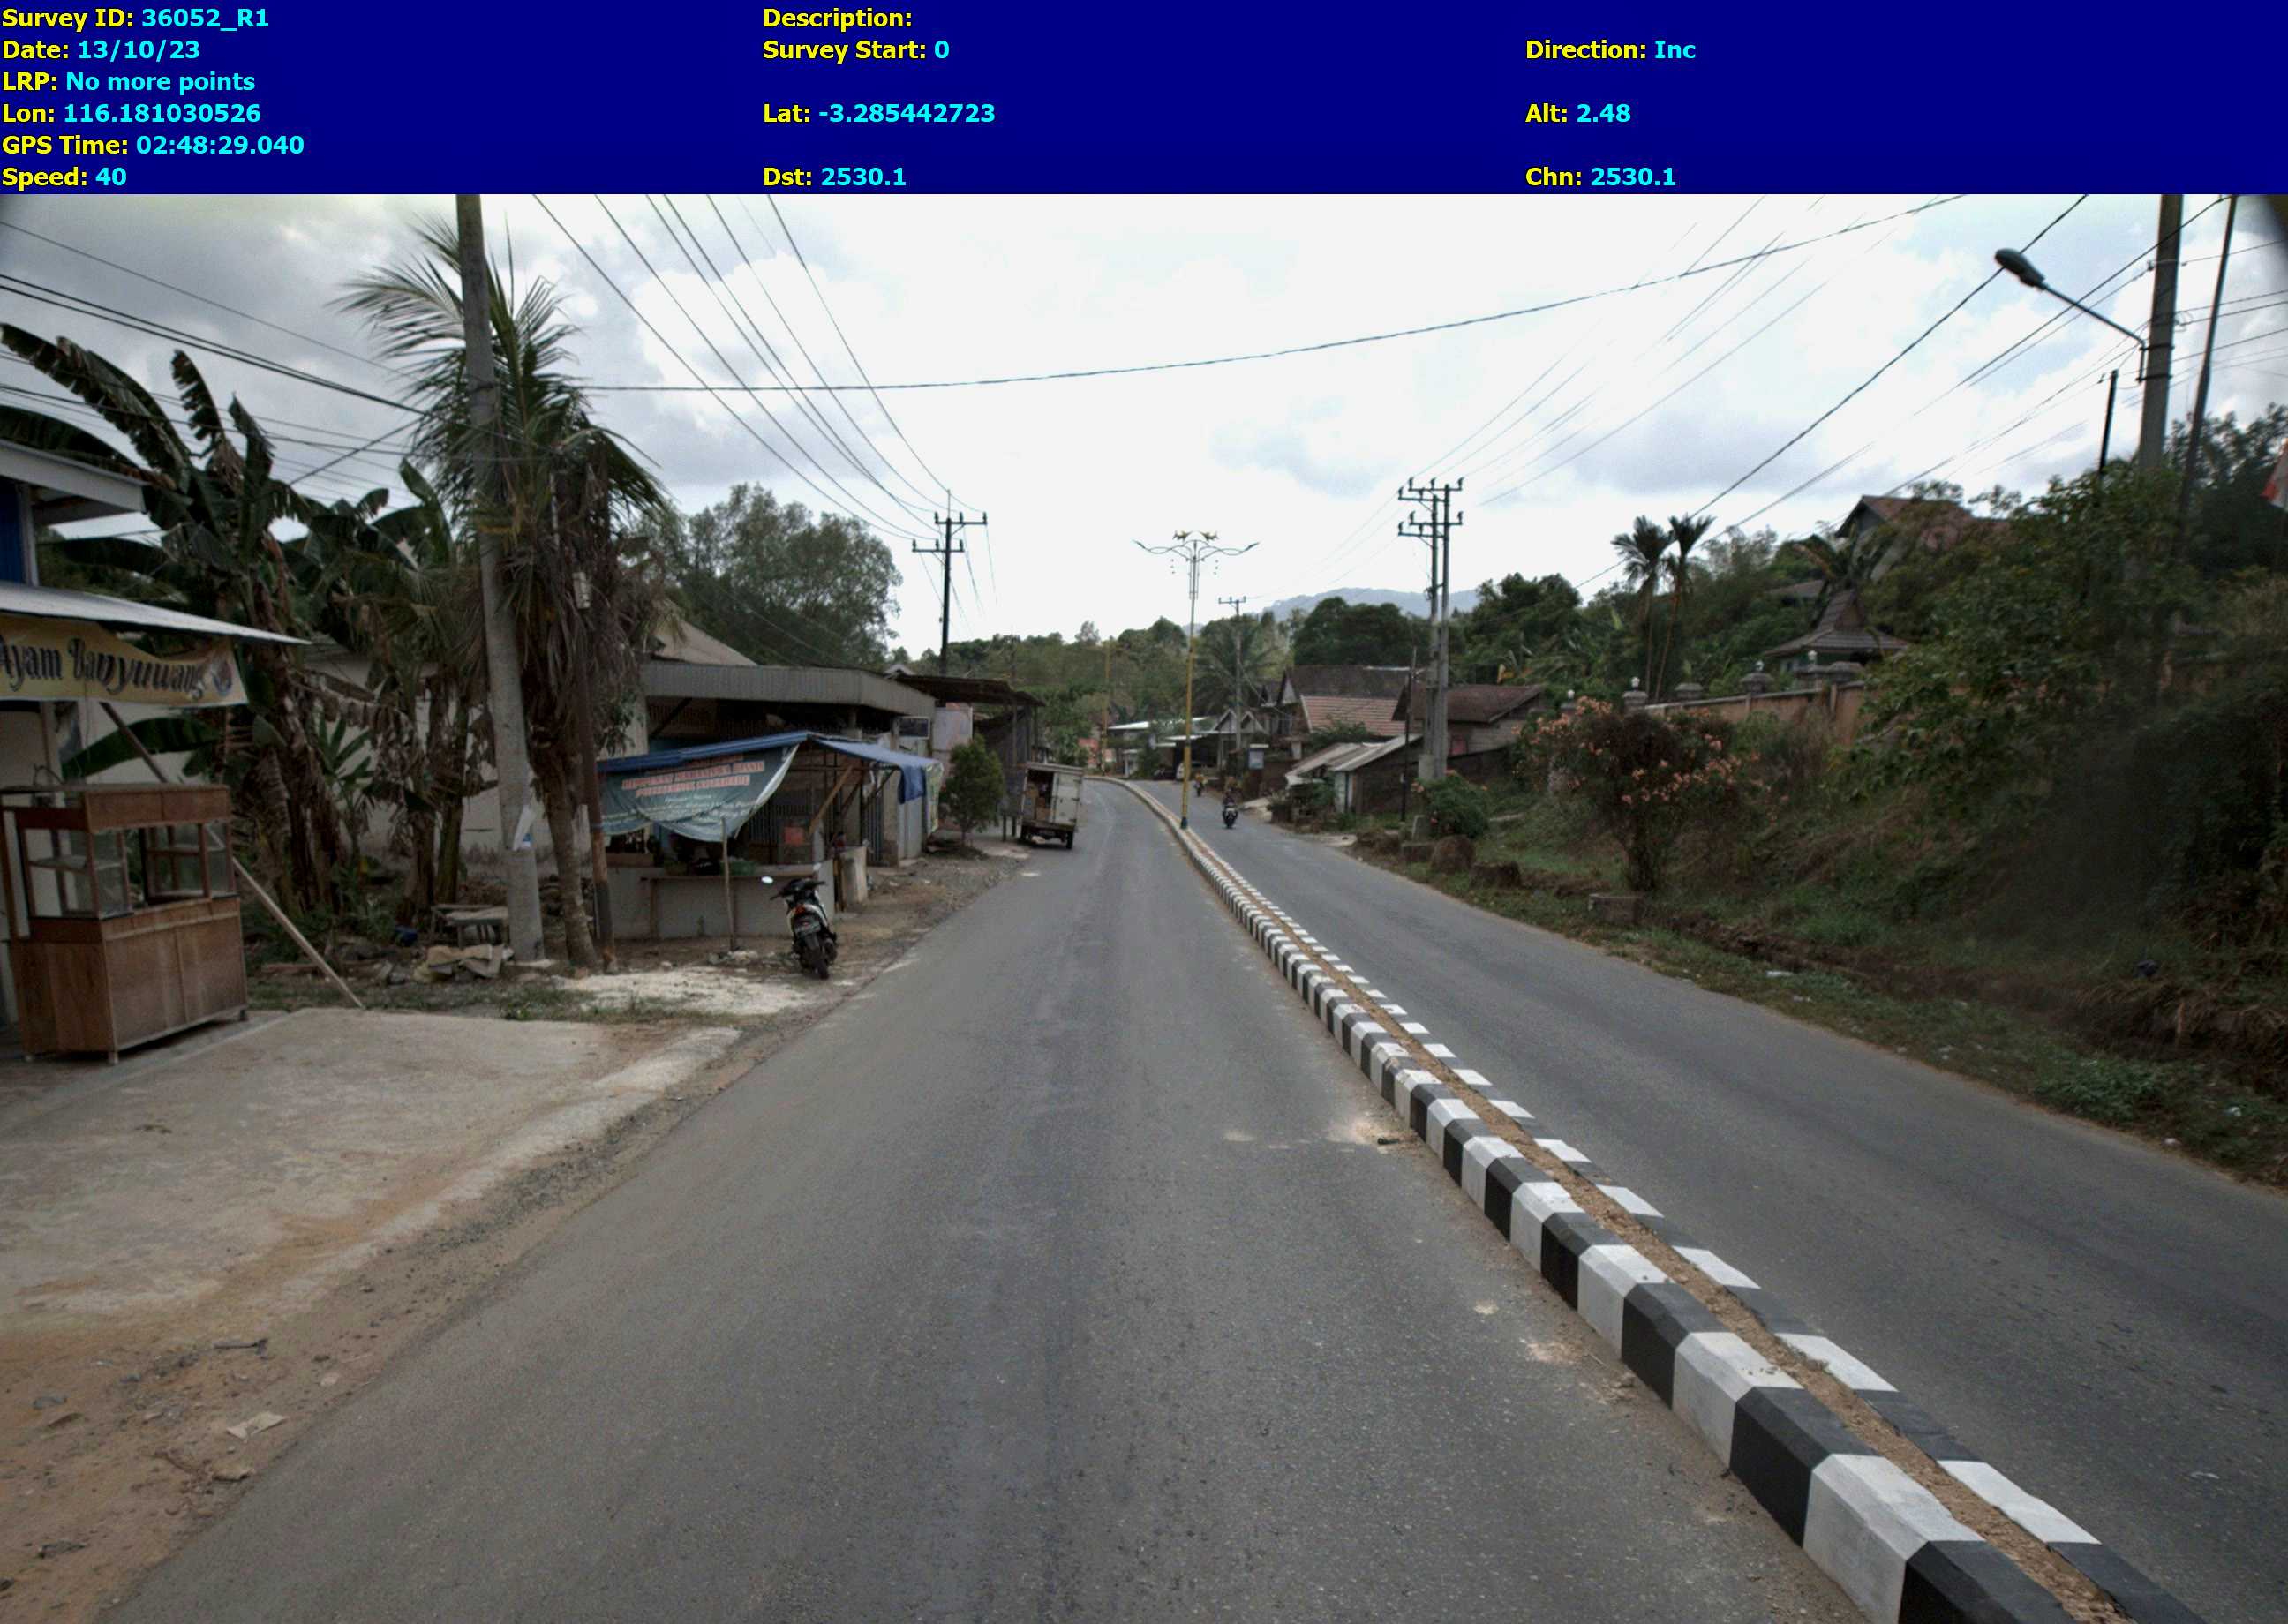 Survey ID: 36052_R1
Description:
Date: 13/10/23
Survey Start: 0
Direction: Inc
LRP: No more points
Lon: 116.181030526
Lat: -3.285442723
Alt: 2.48
GPS Time: 02:48:29.040
Speed: 40
Dst: 2530.1
Chn: 2530.1
Ayam Banyuwangi